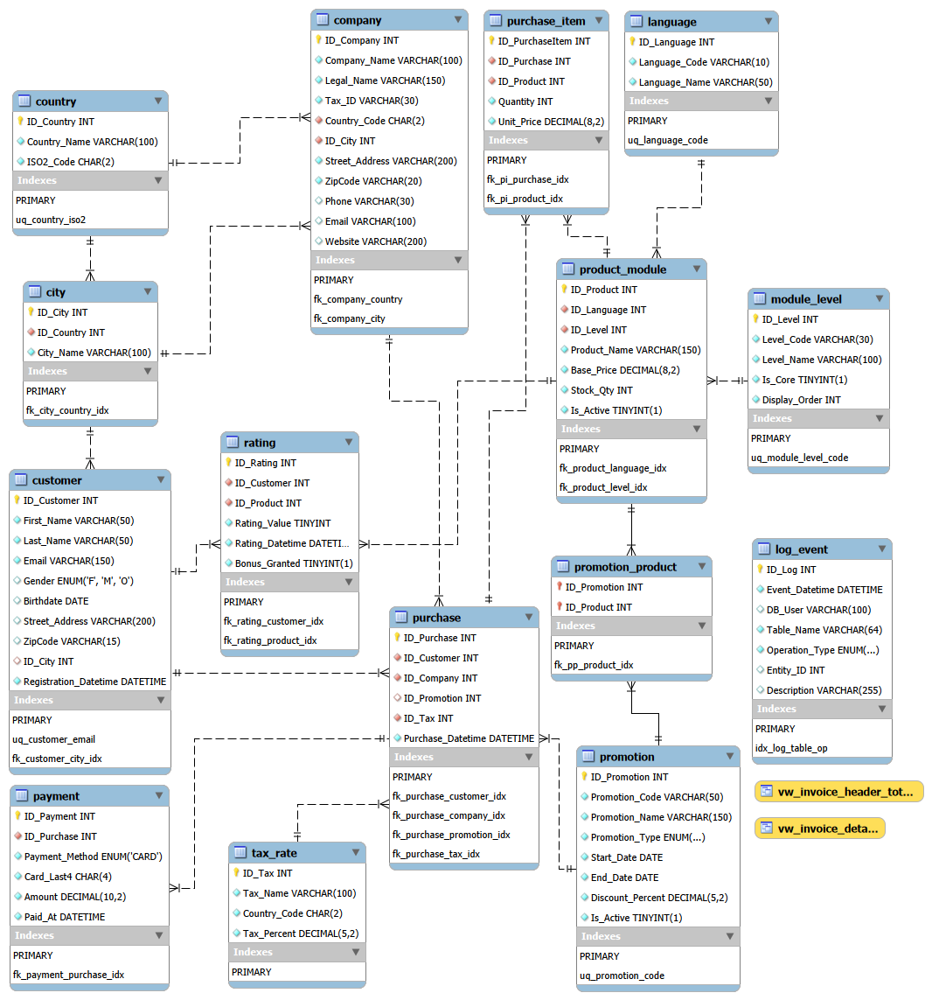 company
ID_Company INT
Company_Name VARCHAR(100)
Legal_Name VARCHAR(150)
Tax_ID VARCHAR(30)
Country_Code CHAR(2)
ID_City INT
Street_Address VARCHAR(200)
ZipCode VARCHAR(20)
Phone VARCHAR(30)
Email VARCHAR(100)
Website VARCHAR(200)
Indexes
PRIMARY
fk_company_country
fk_company_city
purchase_item
ID_PurchaseItem INT
ID_Purchase INT
ID_Product INT
Quantity INT
Unit_Price DECIMAL(8,2)
Indexes
PRIMARY
fk_pi_purchase_idx
fk_pi_product_idx
language
ID_Language INT
Language_Code VARCHAR(10)
Language_Name VARCHAR(50)
Indexes
PRIMARY
uq_language_code
country
ID_Country INT
Country_Name VARCHAR(100)
ISO2_Code CHAR(2)
Indexes
PRIMARY
uq_country_iso2
city
ID_City INT
ID_Country INT
City_Name VARCHAR(100)
Indexes
PRIMARY
fk_city_country_idx
product_module
ID_Product INT
ID_Language INT
ID_Level INT
Product_Name VARCHAR(150)
Base_Price DECIMAL(8,2)
Stock_Qty INT
Is_Active TINYINT(1)
Indexes
PRIMARY
fk_product_language_idx
fk_product_level_idx
module_level
ID_Level INT
Level_Code VARCHAR(30)
Level_Name VARCHAR(100)
Is_Core TINYINT(1)
Display_Order INT
Indexes
PRIMARY
uq_module_level_code
rating
ID_Rating INT
ID_Customer INT
ID_Product INT
Rating_Value TINYINT
Rating_Datetime DATETI...
Bonus_Granted TINYINT(1)
Indexes
PRIMARY
fk_rating_customer_idx
fk_rating_product_idx
customer
ID_Customer INT
First_Name VARCHAR(50)
Last_Name VARCHAR(50)
Email VARCHAR(150)
Gender ENUM('F', 'M', 'O')
Birthdate DATE
Street_Address VARCHAR(200)
ZipCode VARCHAR(15)
ID_City INT
Registration_Datetime DATETIME
Indexes
PRIMARY
uq_customer_email
fk_customer_city_idx
promotion_product
ID_Promotion INT
ID_Product INT
Indexes
PRIMARY
fk_pp_product_idx
log_event
ID_Log INT
Event_Datetime DATETIME
DB_User VARCHAR(100)
Table_Name VARCHAR(64)
Operation_Type ENUM(...)
Entity_ID INT
Description VARCHAR(255)
Indexes
PRIMARY
idx_log_table_op
purchase
ID_Purchase INT
ID_Customer INT
ID_Company INT
ID_Promotion INT
ID_Tax INT
Purchase_Datetime DATETIME
Indexes
PRIMARY
fk_purchase_customer_idx
fk_purchase_company_idx
fk_purchase_promotion_idx
fk_purchase_tax_idx
promotion
ID_Promotion INT
Promotion_Code VARCHAR(50)
Promotion_Name VARCHAR(150)
Promotion_Type ENUM(...)
Start_Date DATE
End_Date DATE
Discount_Percent DECIMAL(5,2)
Is_Active TINYINT(1)
Indexes
PRIMARY
uq_promotion_code
vw_invoice_header_tot...
vw_invoice_deta...
payment
ID_Payment INT
ID_Purchase INT
Payment_Method ENUM('CARD')
Card_Last4 CHAR(4)
Amount DECIMAL(10,2)
Paid_At DATETIME
Indexes
PRIMARY
fk_payment_purchase_idx
tax_rate
ID_Tax INT
Tax_Name VARCHAR(100)
Country_Code CHAR(2)
Tax_Percent DECIMAL(5,2)
Indexes
PRIMARY